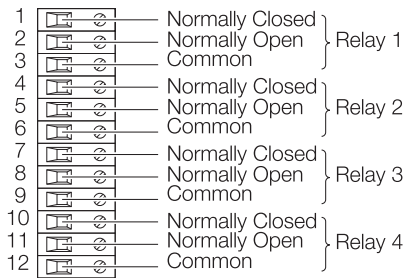 1 Normally Closed
2 Normally Open Relay 1
3 Common
4 Normally Closed
5 Normally Open Relay 2
6 Common
7 Normally Closed
8 Normally Open Relay 3
9 Common
10 Normally Closed
11 Normally Open Relay 4
12 Common